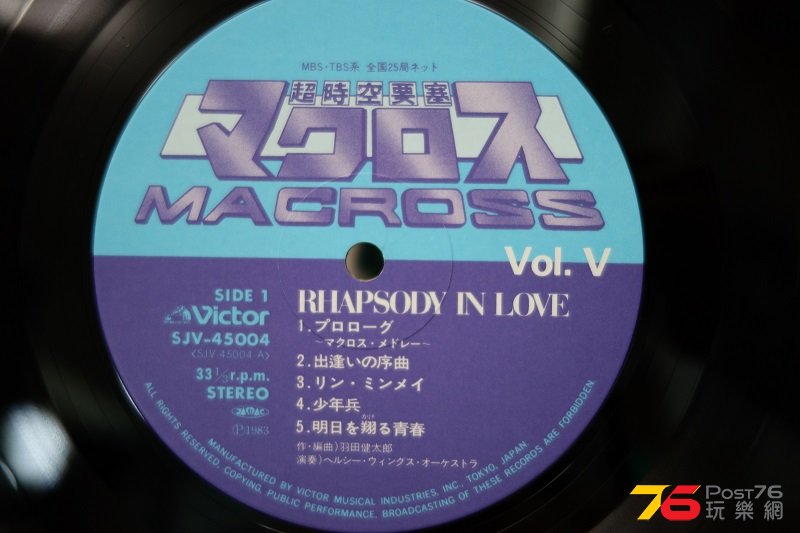 MBS・TBS系 全国25局ネット
超時空要塞
マクロス
MACROSS
Vol. V
SIDE 1
Victor
SJV-45004
<SJV-45004 A>
33 1/3 r.p.m.
STEREO
JASRAC
Ⓟ1983
RHAPSODY IN LOVE
1.プロローグ
～マクロス・メドレー～
2.出逢いの序曲
3.リン・ミンメイ
4.少年兵
かけ
5.明日を翔る青春
作・編曲）羽田健太郎
演奏）ヘルシー・ウィングス・オーケストラ
MANUFACTURED BY VICTOR MUSICAL INDUSTRIES, INC. TOKYO, JAPAN.
ALL RIGHTS RESERVED. COPYING, PUBLIC PERFORMANCE, BROADCASTING OF THESE RECORDS ARE FORBIDDEN.
76 POST76
玩樂網